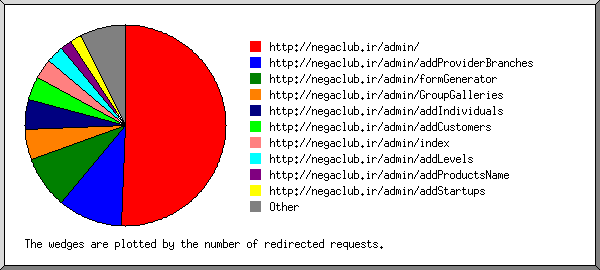 http://negaclub.ir/admin/
http://negaclub.ir/admin/addProviderBranches
http://negaclub.ir/admin/formGenerator
http://negaclub.ir/admin/GroupGalleries
http://negaclub.ir/admin/addIndividuals
http://negaclub.ir/admin/addCustomers
http://negaclub.ir/admin/index
http://negaclub.ir/admin/addLevels
http://negaclub.ir/admin/addProductsName
http://negaclub.ir/admin/addStartups
Other
The wedges are plotted by the number of redirected requests.